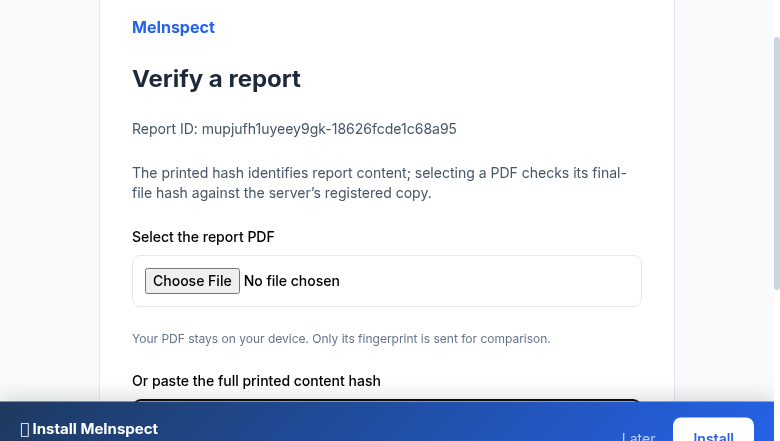 MeInspect
Verify a report
Report ID: mupjufh1uyeey9gk-18626fcde1c68a95
The printed hash identifies report content; selecting a PDF checks its final-
file hash against the server’s registered copy.
Select the report PDF
Choose File No file chosen
Your PDF stays on your device. Only its fingerprint is sent for comparison.
Or paste the full printed content hash
Install MeInspect
Later Install